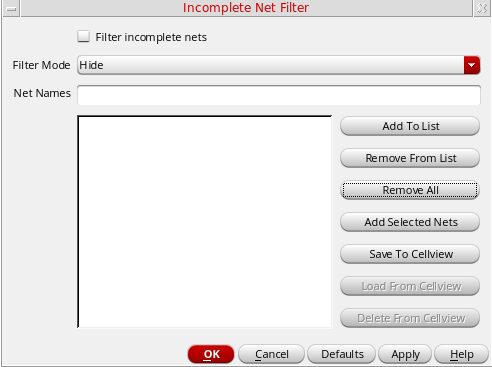 Incomplete Net Filter
Filter incomplete nets
Filter Mode Hide
Net Names
Add To List
Remove From List
Remove All
Add Selected Nets
Save To Cellview
Load From Cellview
Delete From Cellview
OK Cancel Defaults Apply Help